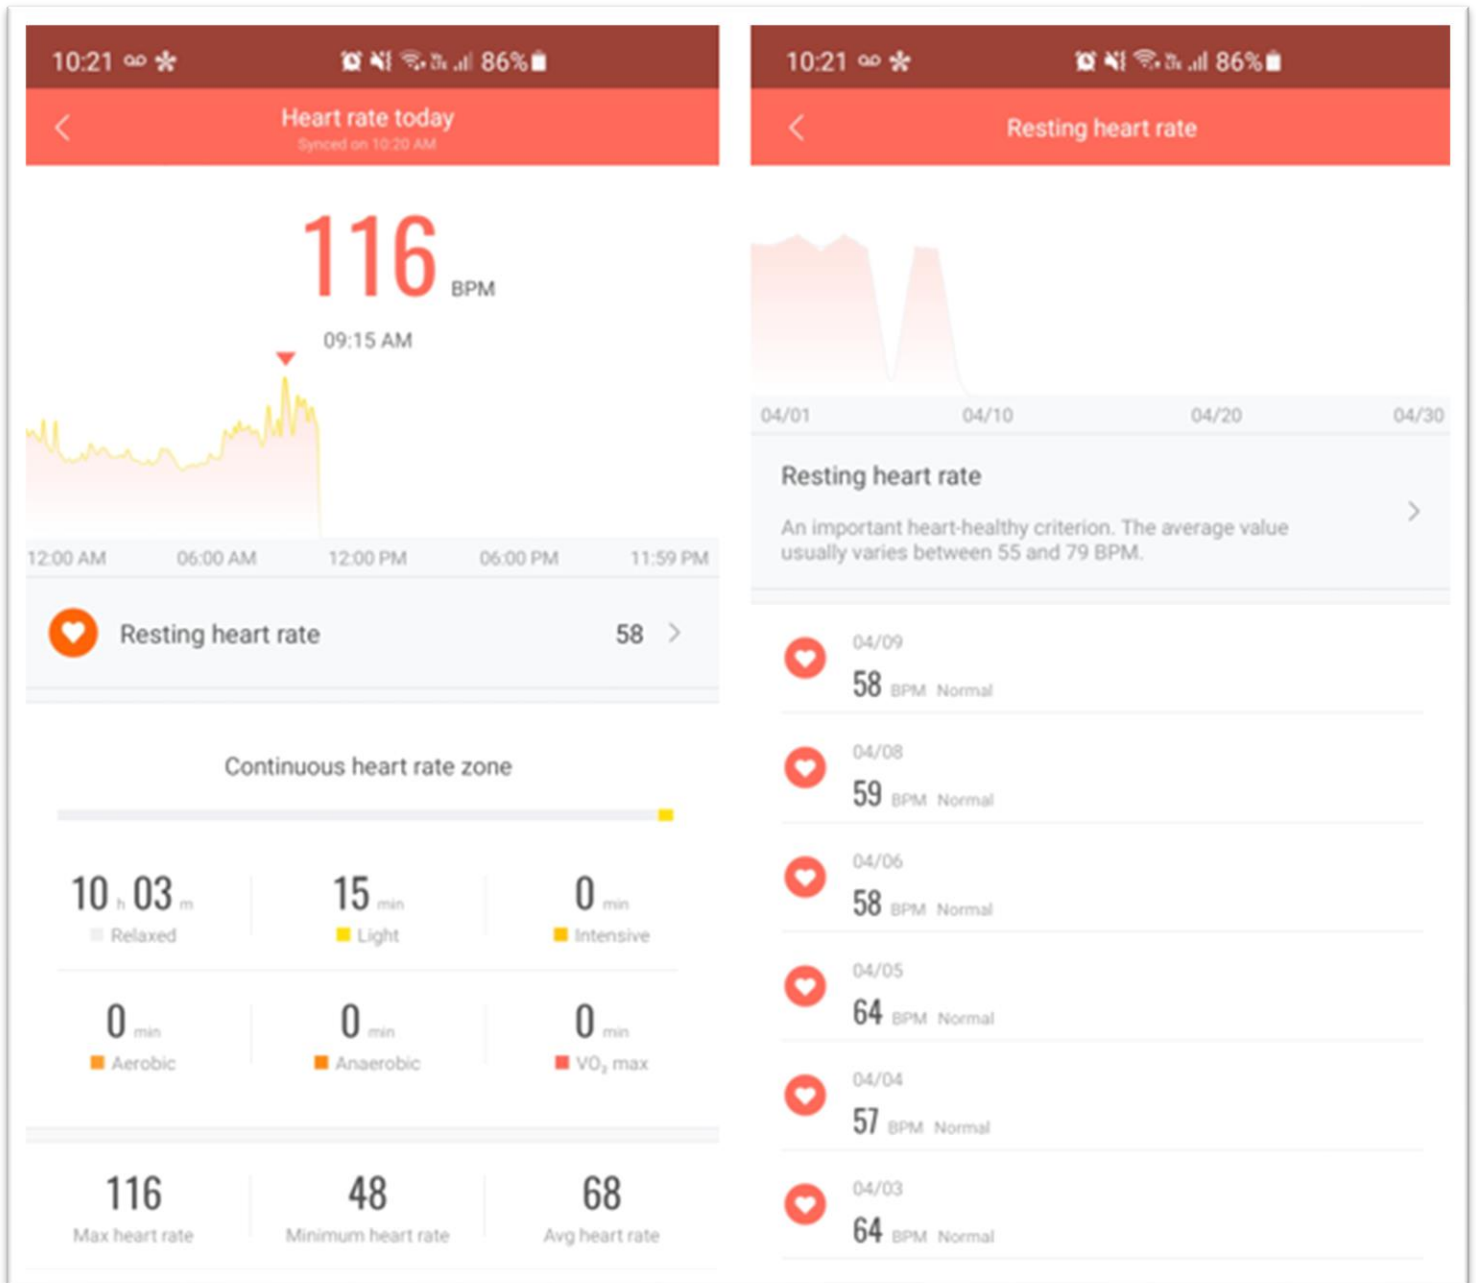 10:21 86%
Heart rate today
Synced on 10:20 AM
116 BPM
09:15 AM
12:00 AM 06:00 AM 12:00 PM 06:00 PM 11:59 PM
Resting heart rate 58
Continuous heart rate zone
10 h 03 m 15 min 0 min
Relaxed Light Intensive
0 min 0 min 0 min
Aerobic Anaerobic VO₂ max
116 48 68
Max heart rate Minimum heart rate Avg heart rate
10:21 86%
Resting heart rate
04/01 04/10 04/20 04/30
Resting heart rate
An important heart-healthy criterion. The average value
usually varies between 55 and 79 BPM.
04/09
58 BPM Normal
04/08
59 BPM Normal
04/06
58 BPM Normal
04/05
64 BPM Normal
04/04
57 BPM Normal
04/03
64 BPM Normal